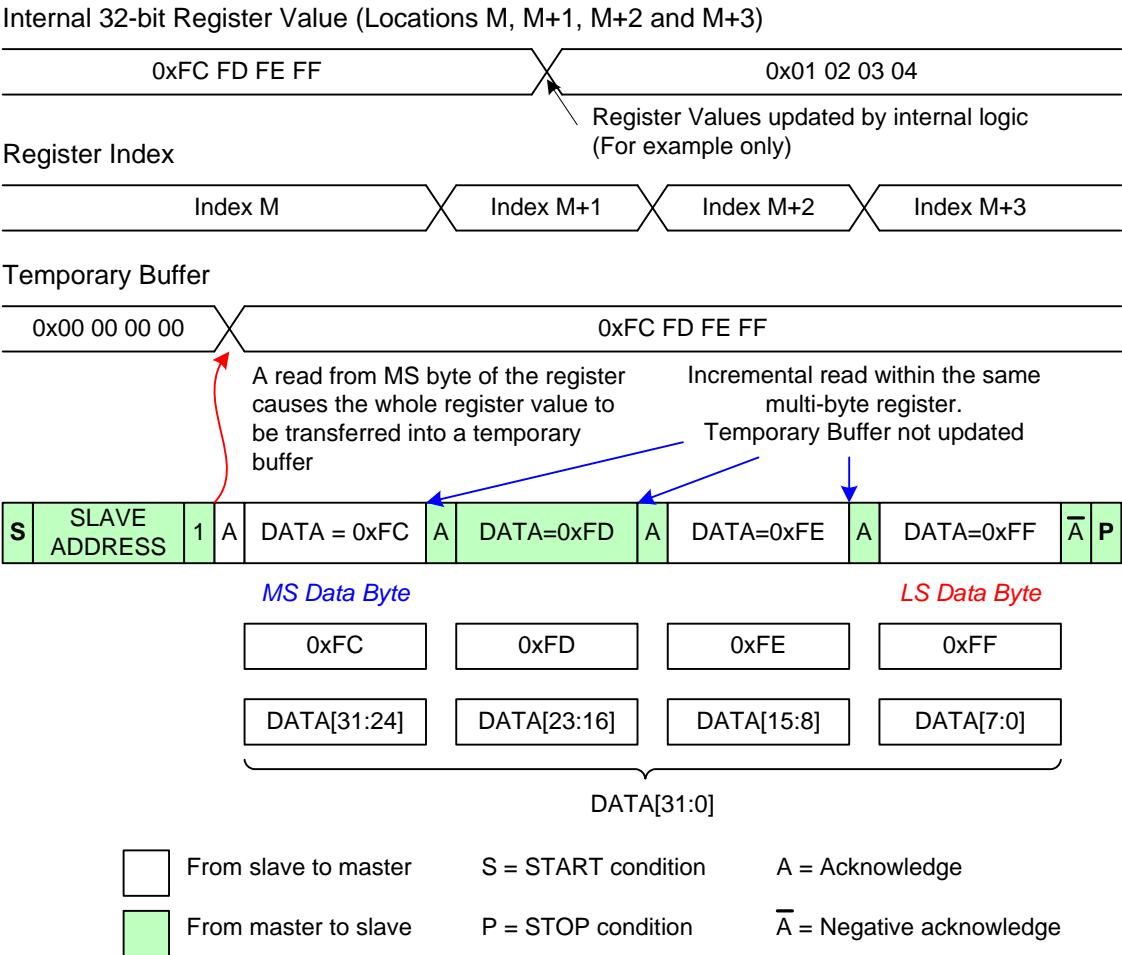 Internal 32-bit Register Value (Locations M, M+1, M+2 and M+3)
0xFC FD FE FF
0x01 02 03 04
Register Values updated by internal logic
(For example only)
Register Index
Index M
Index M+1
Index M+2
Index M+3
Temporary Buffer
0x00 00 00 00
0xFC FD FE FF
A read from MS byte of the register
causes the whole register value to
be transferred into a temporary
buffer
Incremental read within the same
multi-byte register.
Temporary Buffer not updated
S
SLAVE
ADDRESS
1
A
DATA = 0xFC
A
DATA=0xFD
A
DATA=0xFE
A
DATA=0xFF
A̅
P
MS Data Byte
LS Data Byte
0xFC
0xFD
0xFE
0xFF
DATA[31:24]
DATA[23:16]
DATA[15:8]
DATA[7:0]
DATA[31:0]
From slave to master
S = START condition
A = Acknowledge
From master to slave
P = STOP condition
A̅ = Negative acknowledge